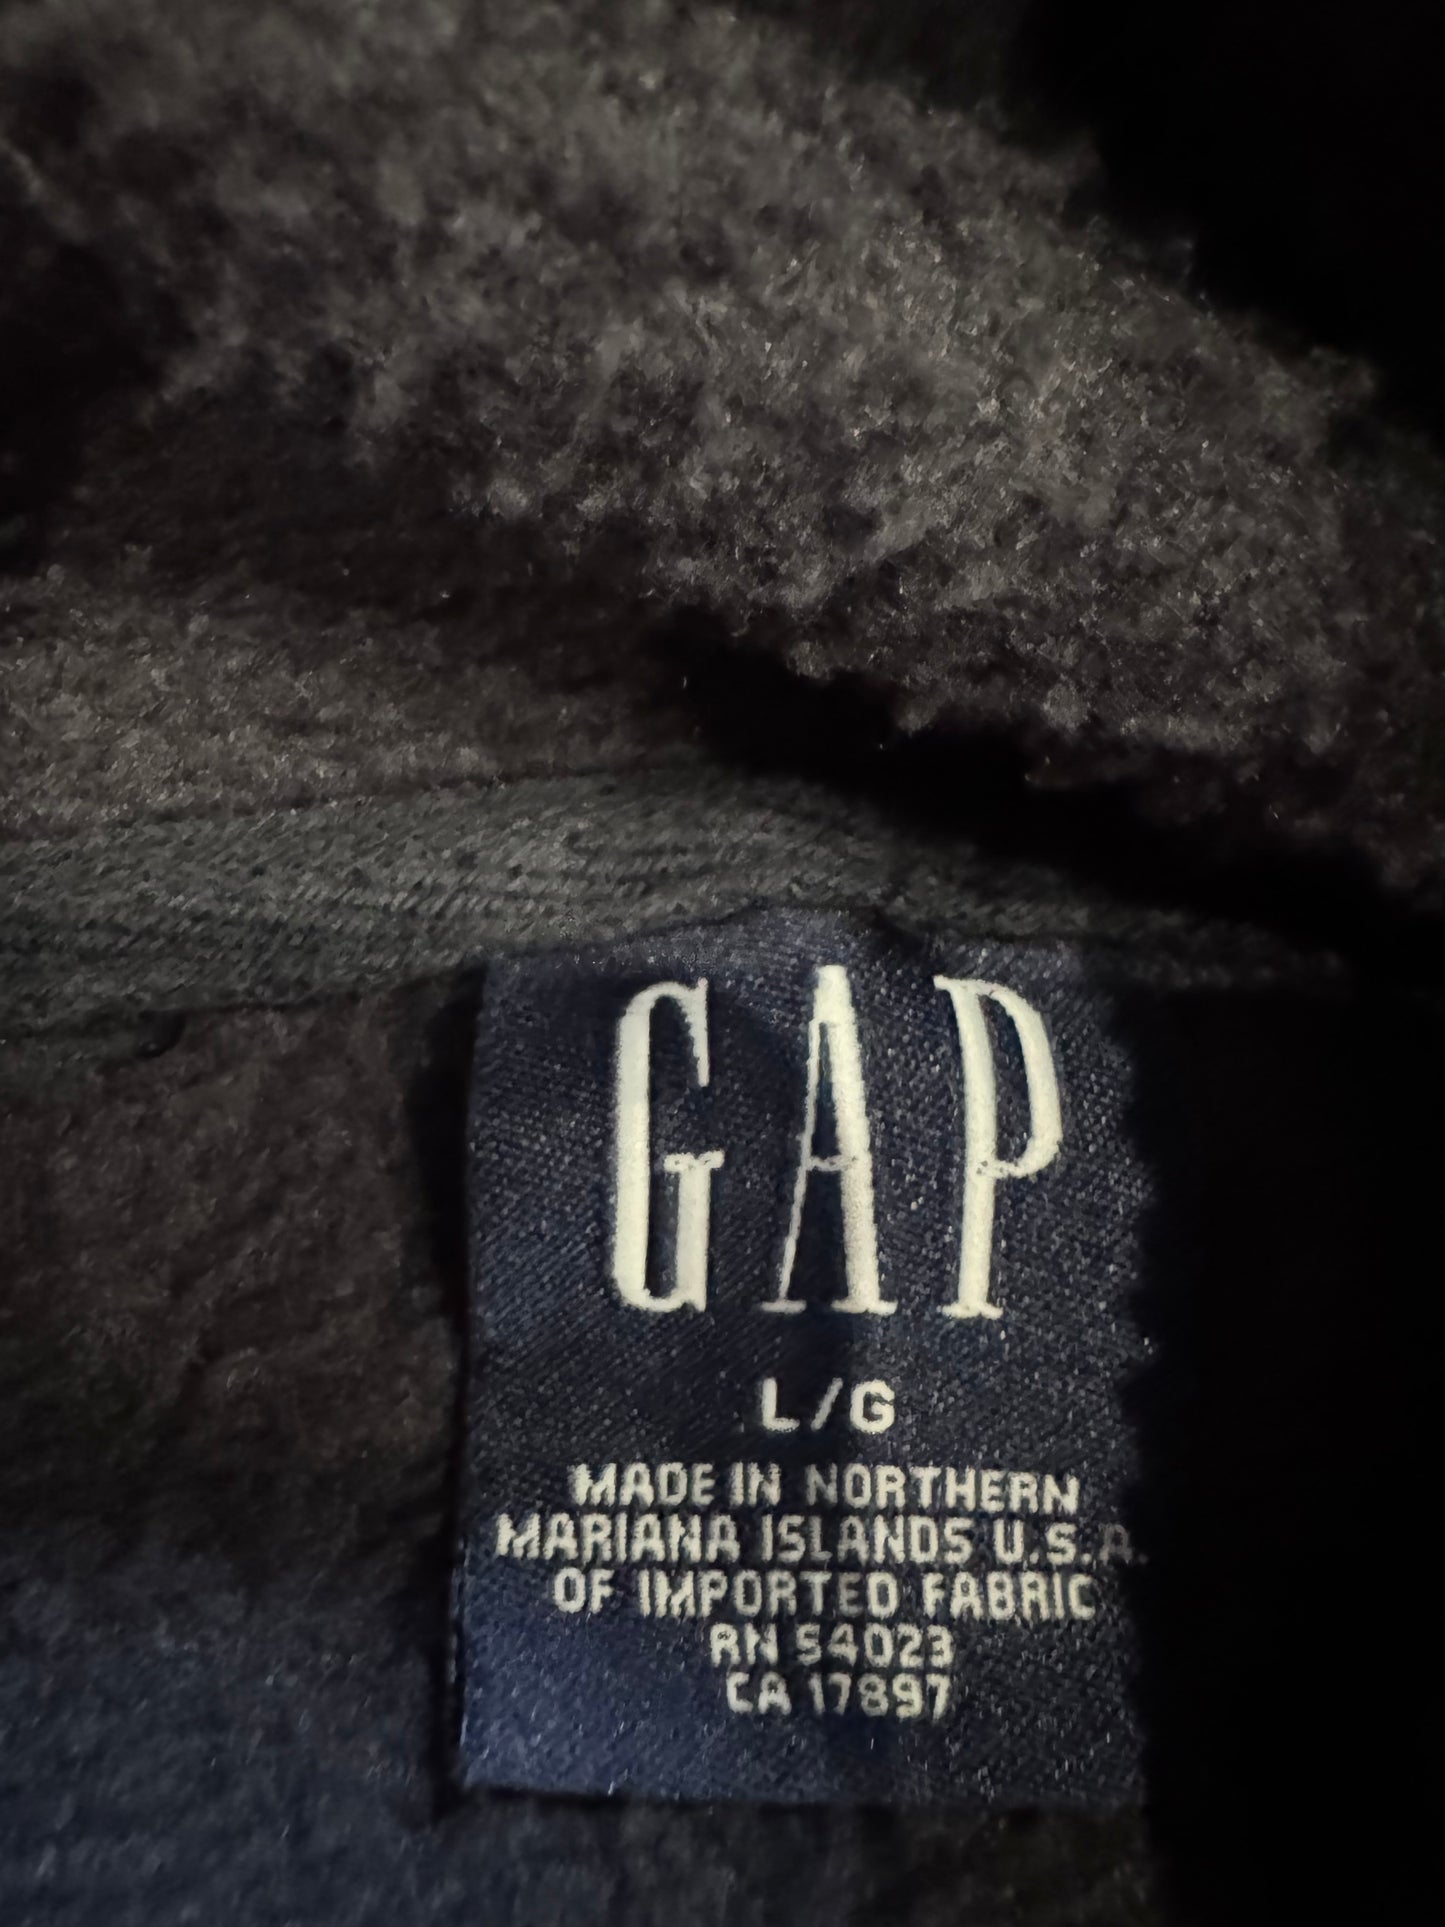 GAP
L/G
MADE IN NORTHERN
MARIANA ISLANDS U.S.A.
OF IMPORTED FABRIC
RN 54023
CA 17897